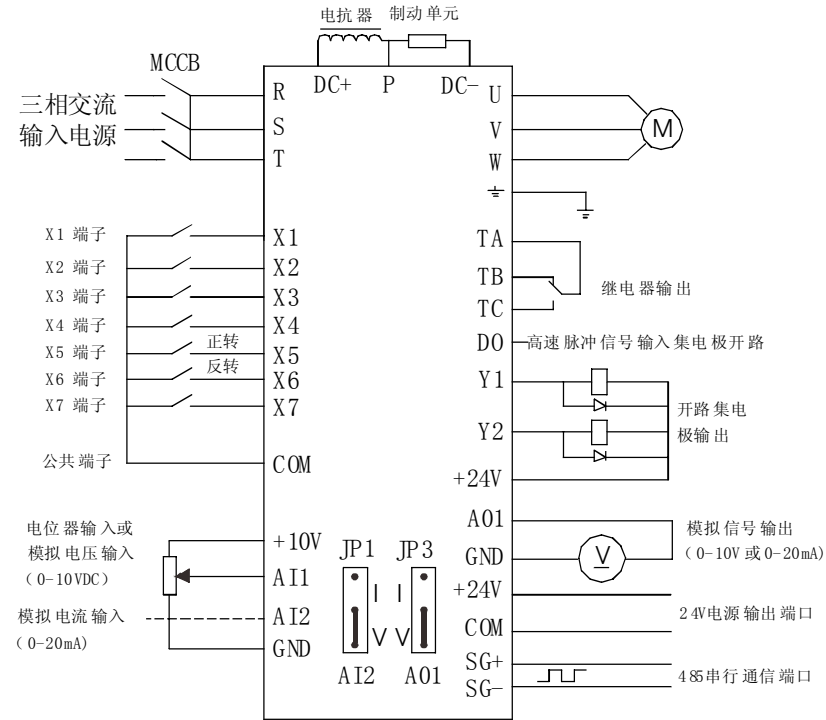 电抗器 制动单元
MCCB
三相交流
输入电源
DC+ P DC-
R
S
T
U
V
W
M
X1 端子 X1
X2 端子 X2
X3 端子 X3
X4 端子 X4
X5 端子 正转 X5
X6 端子 反转 X6
X7 端子 X7
公共端子 COM
TA
TB
TC
继电器输出
DO 高速脉冲信号输入集电极开路
Y1
Y2
+24V
开路集电
极输出
电位器输入或
模拟电压输入
(0-10VDC)
模拟电流输入
(0-20mA)
+10V
AI1
AI2
GND
JP1 JP3
I I
V V
AI2 AO1
AO1
GND
V
模拟信号输出
(0-10V或0-20mA)
+24V
COM
24V电源输出端口
SG+
SG-
485串行通信端口